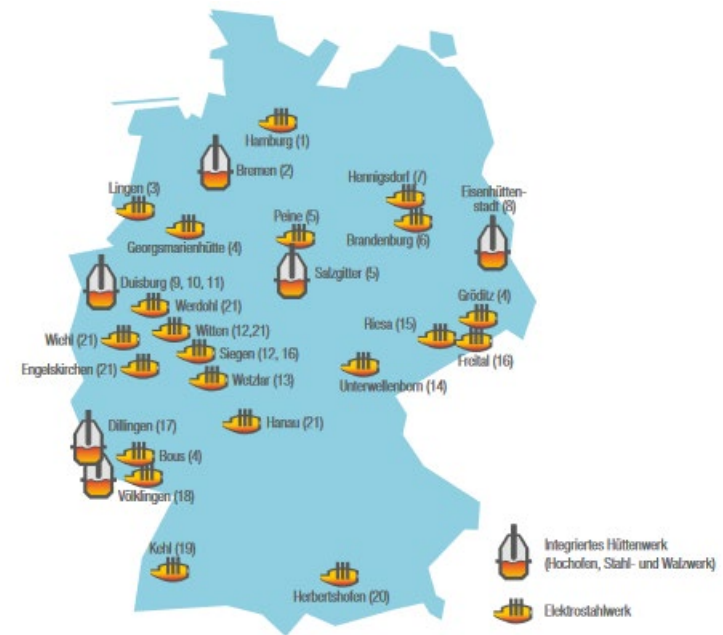 Hamburg (1)
Bremen (2)
Lingen (3)
Hennigsdorf (7)
Eisenhütten-
stadt (8)
Peine (5)
Georgsmarienhütte (4)
Brandenburg (6)
Duisburg (9, 10, 11)
Salzgitter (5)
Werdohl (21)
Gröditz (4)
Wiehl (21)
Witten (12,21)
Riesa (15)
Siegen (12, 16)
Freital (16)
Engelskirchen (21)
Wetzlar (13)
Unterwellenborn (14)
Dillingen (17)
Hanau (21)
Bous (4)
Völklingen (18)
Kehl (19)
Herbertshofen (20)
Integriertes Hüttenwerk
(Hochofen, Stahl- und Walzwerk)
Elektrostahlwerk